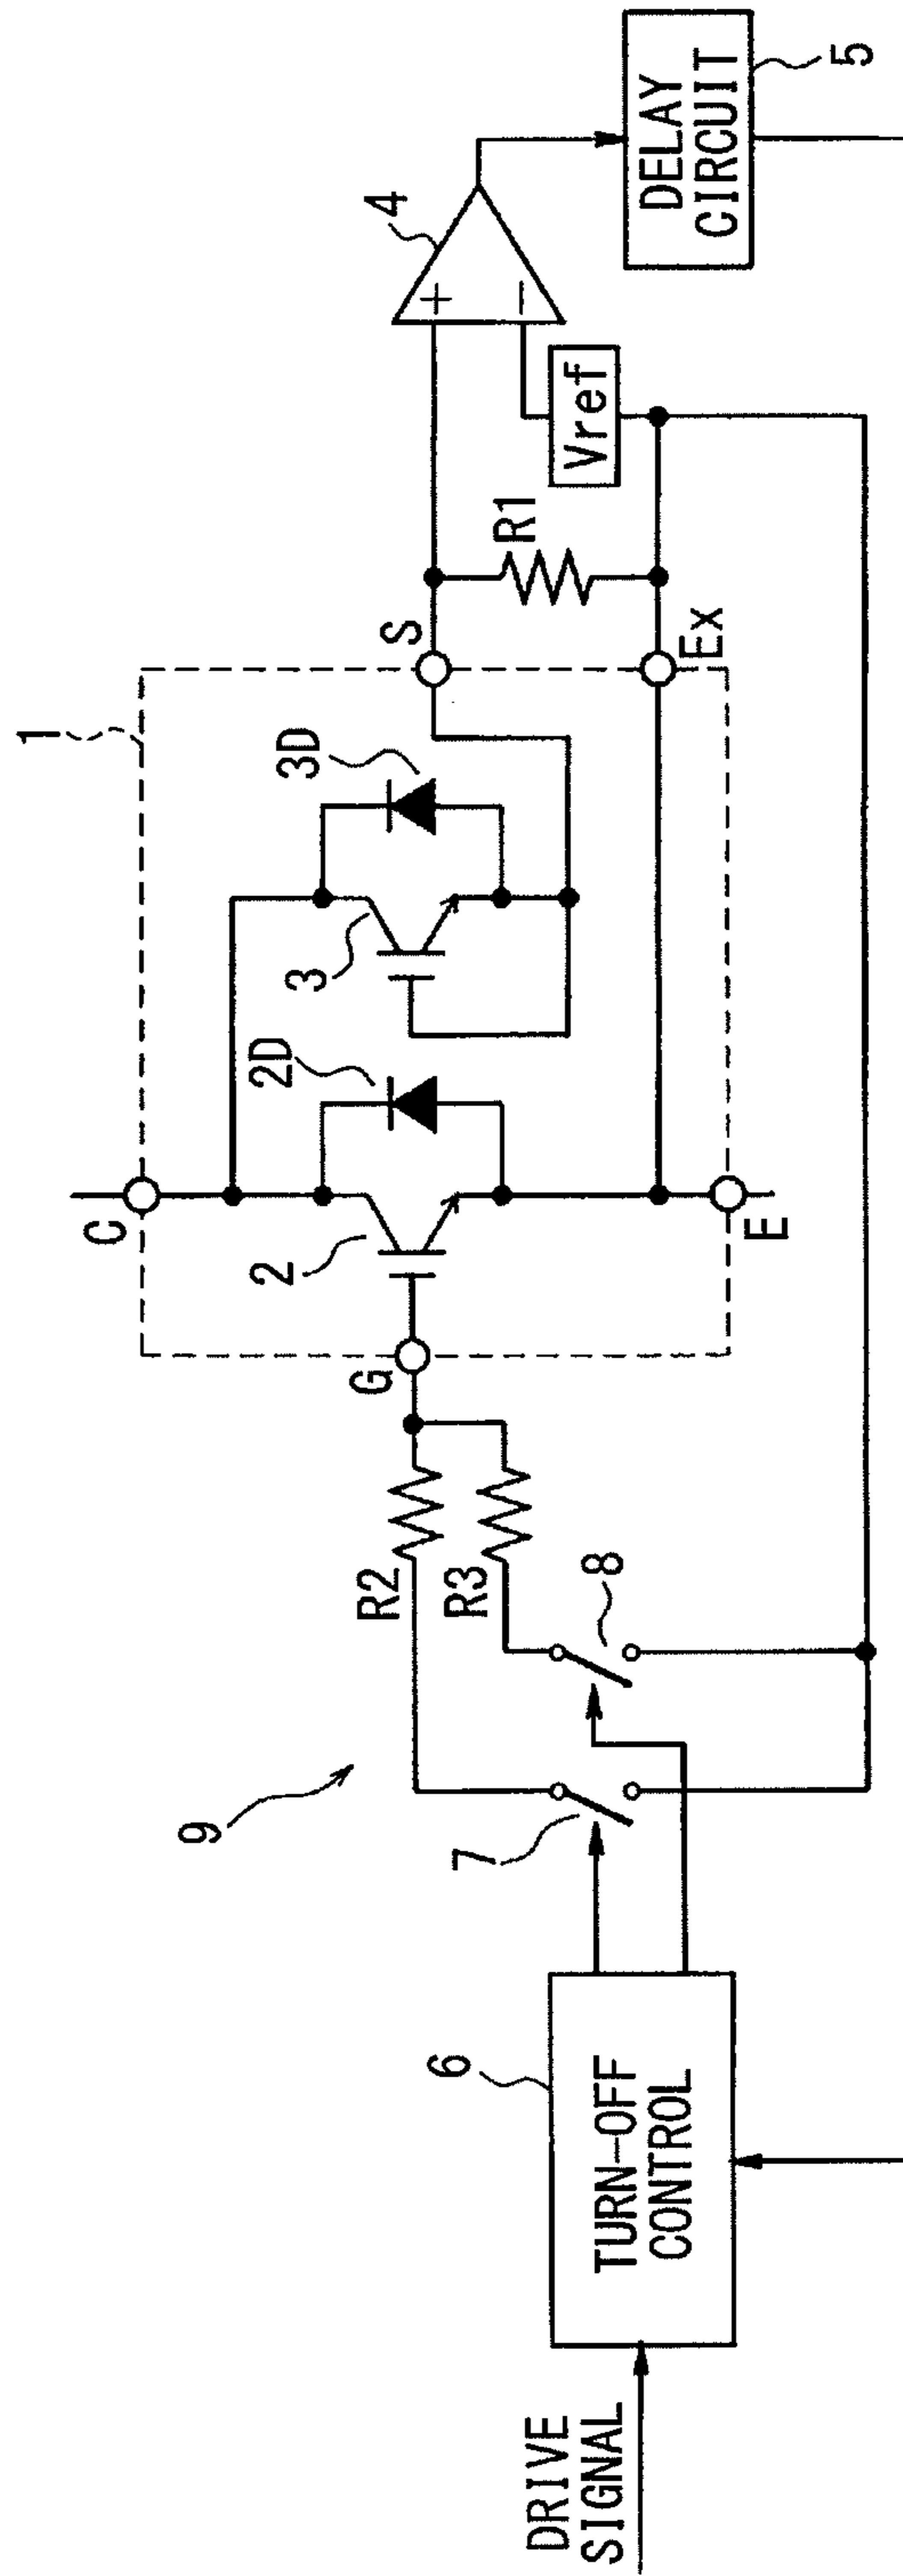 DRIVE
SIGNAL
6
TURN-OFF
CONTROL
9
7
8
R2
R3
G
C
2
2D
E
1
3
3D
S
Ex
R1
Vref
4
+
−
DELAY
CIRCUIT
5